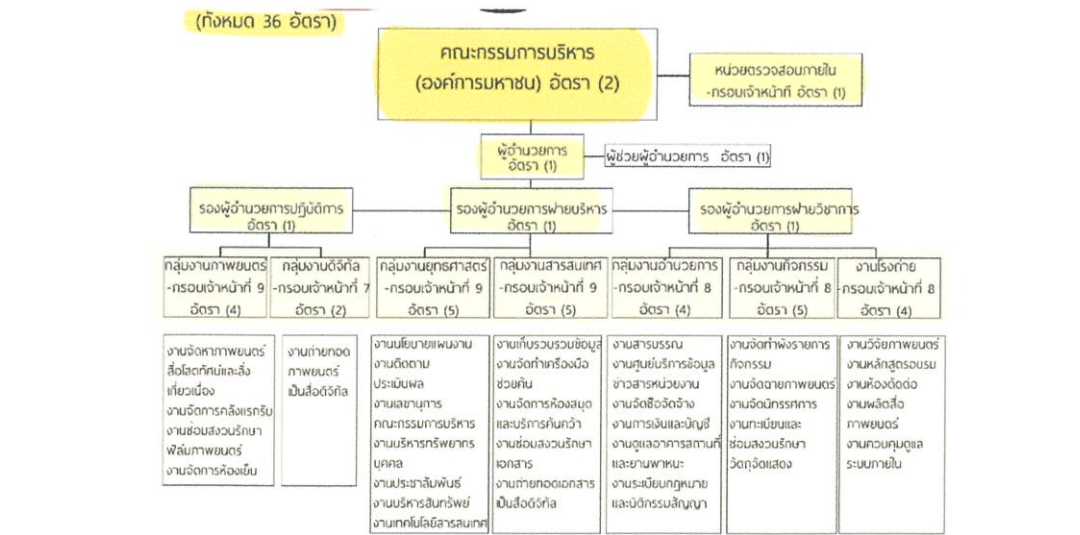 (ทั้งหมด 36 อัตรา)
คณะกรรมการบริหาร
(องค์การมหาชน) อัตรา (2)
หน่วยตรวจสอบภายใน
-กรอบเจ้าหน้าที่ อัตรา (1)
ผู้อำนวยการ
อัตรา (1)
ผู้ช่วยผู้อำนวยการ อัตรา (1)
รองผู้อำนวยการปฏิบัติการ
อัตรา (1)
รองผู้อำนวยการฝ่ายบริหาร
อัตรา (1)
รองผู้อำนวยการฝ่ายวิชาการ
อัตรา (1)
กลุ่มงานภาพยนตร์
-กรอบเจ้าหน้าที่ 9
อัตรา (4)
กลุ่มงานดิจิทัล
-กรอบเจ้าหน้าที่ 7
อัตรา (2)
กลุ่มงานยุทธศาสตร์
-กรอบเจ้าหน้าที่ 9
อัตรา (5)
กลุ่มงานสารสนเทศ
-กรอบเจ้าหน้าที่ 9
อัตรา (5)
กลุ่มงานอำนวยการ
-กรอบเจ้าหน้าที่ 8
อัตรา (4)
กลุ่มงานกิจกรรม
-กรอบเจ้าหน้าที่ 8
อัตรา (5)
งานโรงถ่าย
-กรอบเจ้าหน้าที่ 8
อัตรา (4)
งานจัดหาภาพยนตร์
สื่อโสตทัศน์และสิ่ง
เกี่ยวเนื่อง
งานจัดการคลังแรกรับ
งานซ่อมสงวนรักษา
ฟิล์มภาพยนตร์
งานจัดการห้องเย็น
งานถ่ายทอด
ภาพยนตร์
เป็นสื่อดิจิทัล
งานนโยบายแผนงาน
งานติดตาม
ประเมินผล
งานเลขานุการ
คณะกรรมการบริหาร
งานบริหารทรัพยากร
บุคคล
งานประชาสัมพันธ์
งานบริหารสินทรัพย์
งานเทคโนโลยีสารสนเทศ
งานเก็บรวบรวมข้อมูล
งานจัดทำเครื่องมือ
ช่วยค้น
งานจัดการห้องสมุด
และบริการค้นคว้า
งานซ่อมสงวนรักษา
เอกสาร
งานถ่ายทอดเอกสาร
เป็นสื่อดิจิทัล
งานสารบรรณ
งานศูนย์บริการข้อมูล
ข่าวสารหน่วยงาน
งานจัดซื้อจัดจ้าง
งานการเงินและบัญชี
งานดูแลอาคารสถานที่
และยานพาหนะ
งานระเบียบกฎหมาย
และนิติกรรมสัญญา
งานจัดทำผังรายการ
กิจกรรม
งานจัดฉายภาพยนตร์
งานจัดนิทรรศการ
งานทะเบียนและ
ซ่อมสงวนรักษา
วัตถุจัดแสดง
งานวิจัยภาพยนตร์
งานหลักสูตรอบรม
งานห้องตัดต่อ
งานผลิตสื่อ
ภาพยนตร์
งานควบคุมดูแล
ระบบภายใน